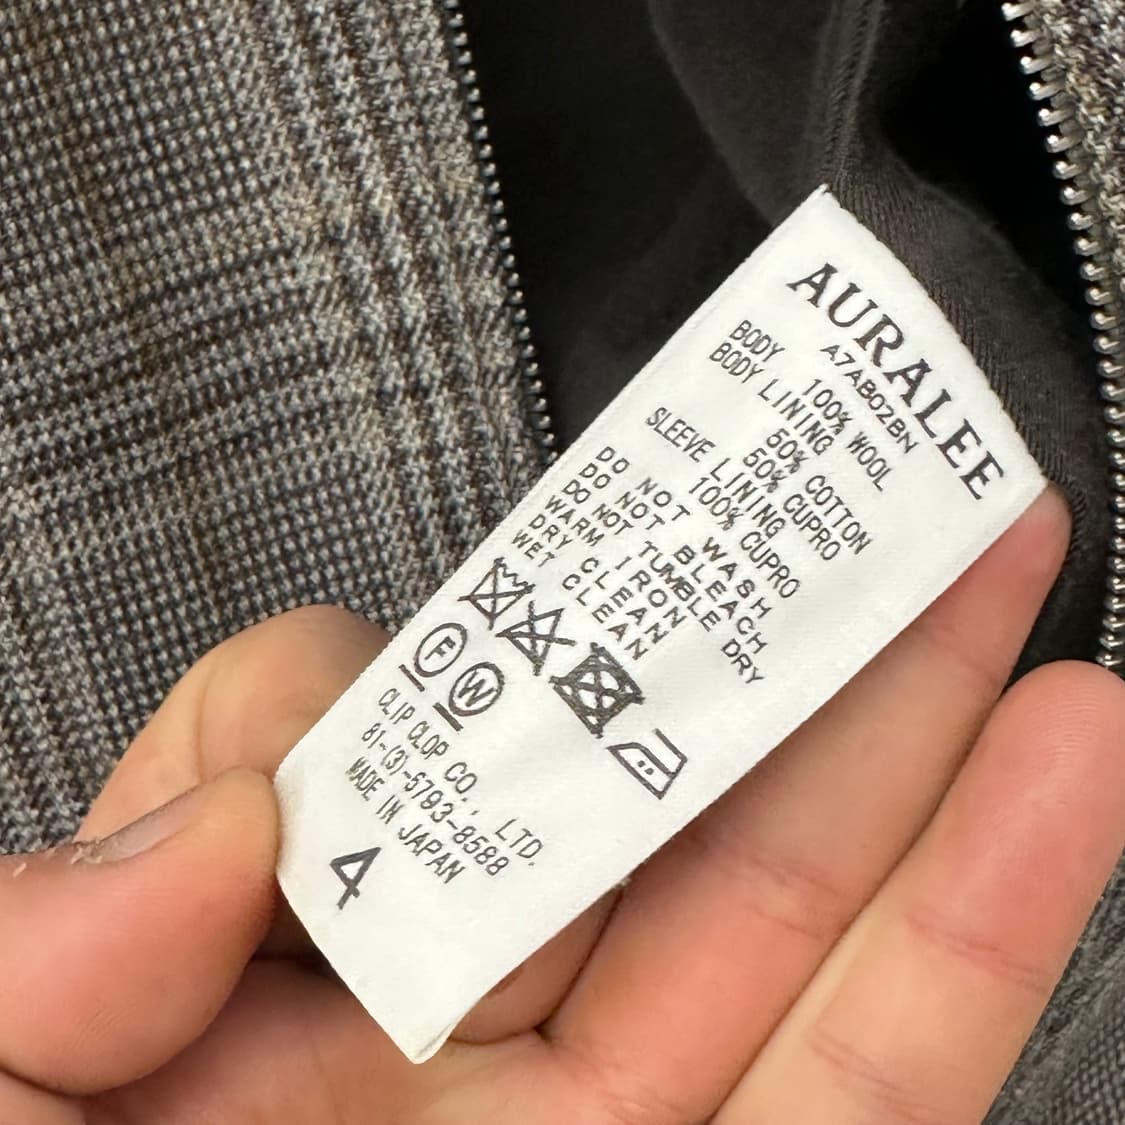 AURALEE
A7AB02BN
BODY 100% WOOL
BODY LINING
50% COTTON
50% CUPRO
SLEEVE LINING
100% CUPRO
DO NOT WASH
DO NOT BLEACH
DO NOT TUMBLE DRY
WARM IRON
DRY CLEAN
WET CLEAN
F W
CLIP CLOP CO., LTD.
81-(3)-5793-8588
MADE IN JAPAN
4